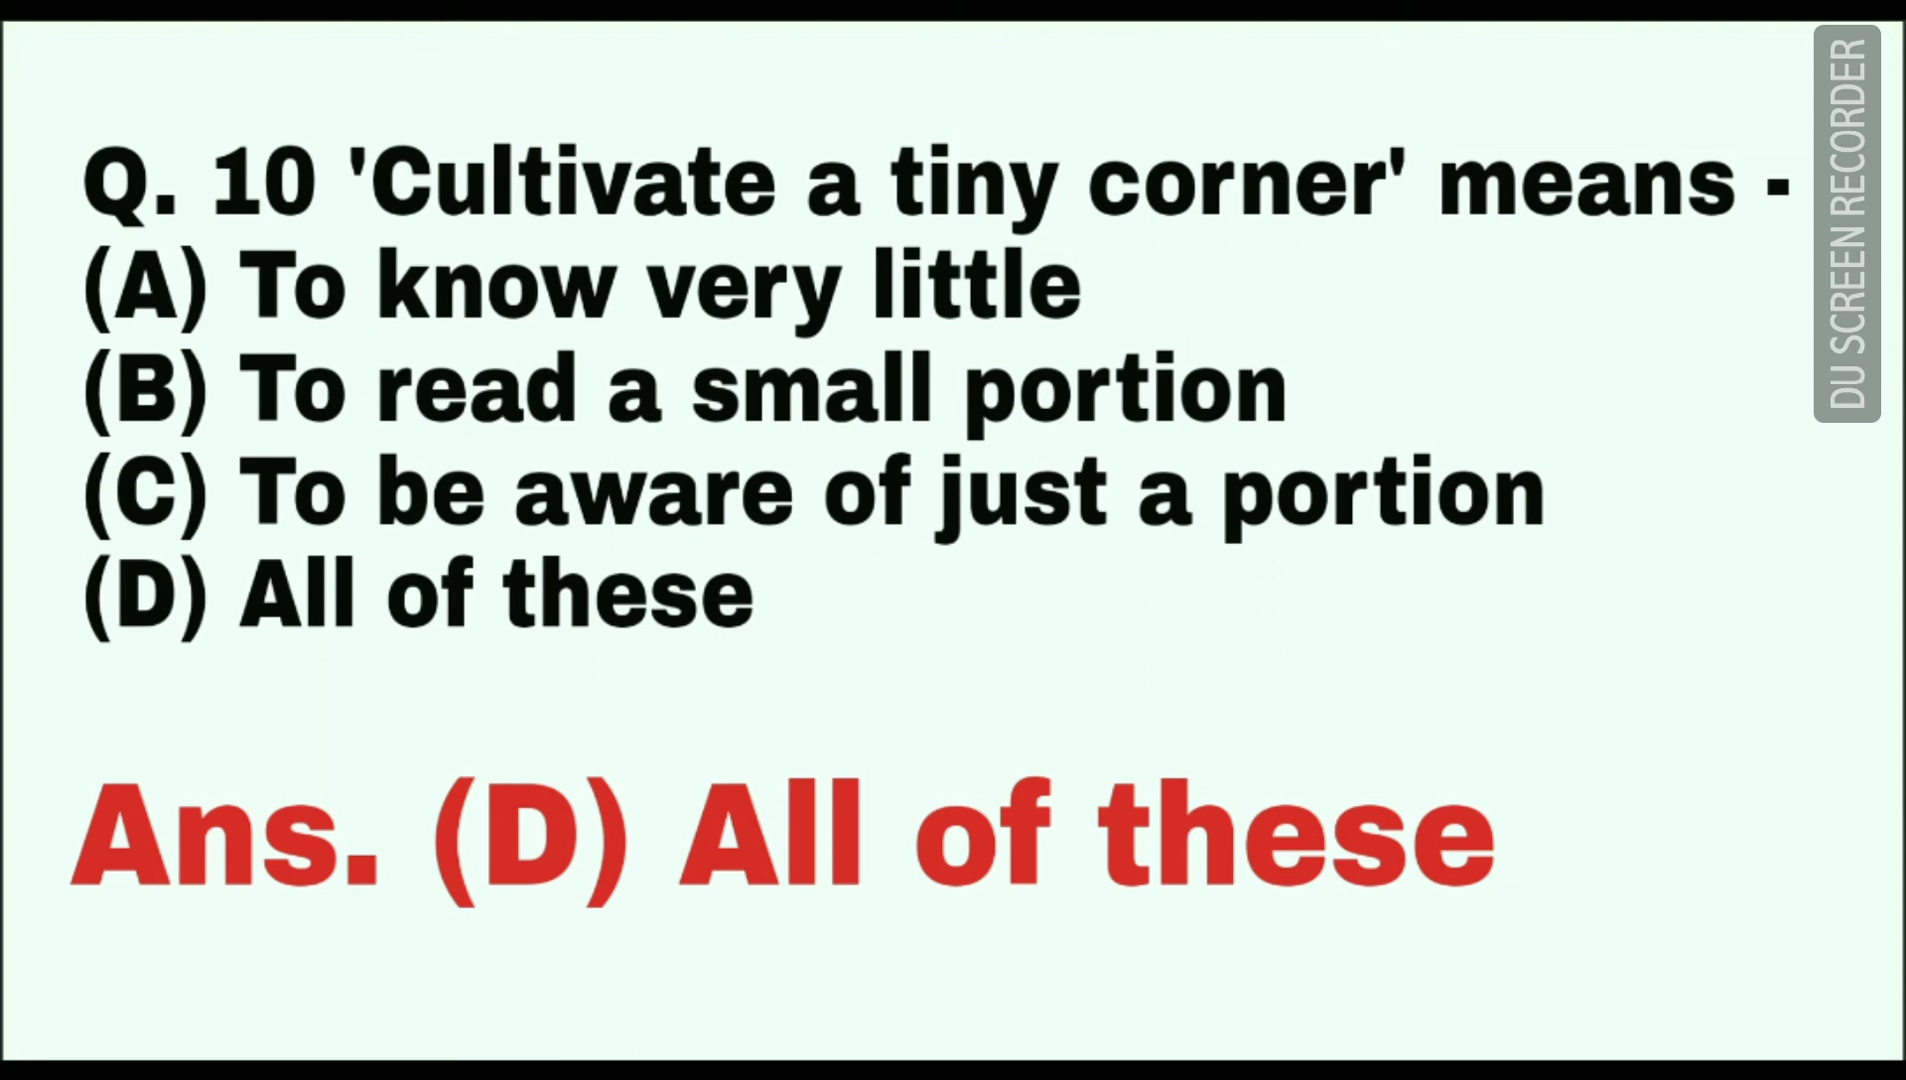 Q. 10 'Cultivate a tiny corner' means -
(A) To know very little
(B) To read a small portion
(C) To be aware of just a portion
(D) All of these
Ans. (D) All of these
DU SCREEN RECORDER